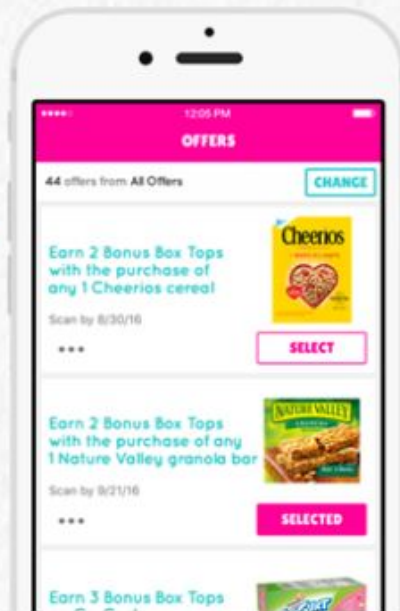 12:05 PM
OFFERS
44 offers from All Offers
CHANGE
Earn 2 Bonus Box Tops
with the purchase of
any 1 Cheerios cereal
Scan by 8/30/16
Cheerios
SELECT
Earn 2 Bonus Box Tops
with the purchase of any
1 Nature Valley granola bar
Scan by 9/21/16
NATURE VALLEY
CRUNCHY
SELECTED
Earn 3 Bonus Box Tops